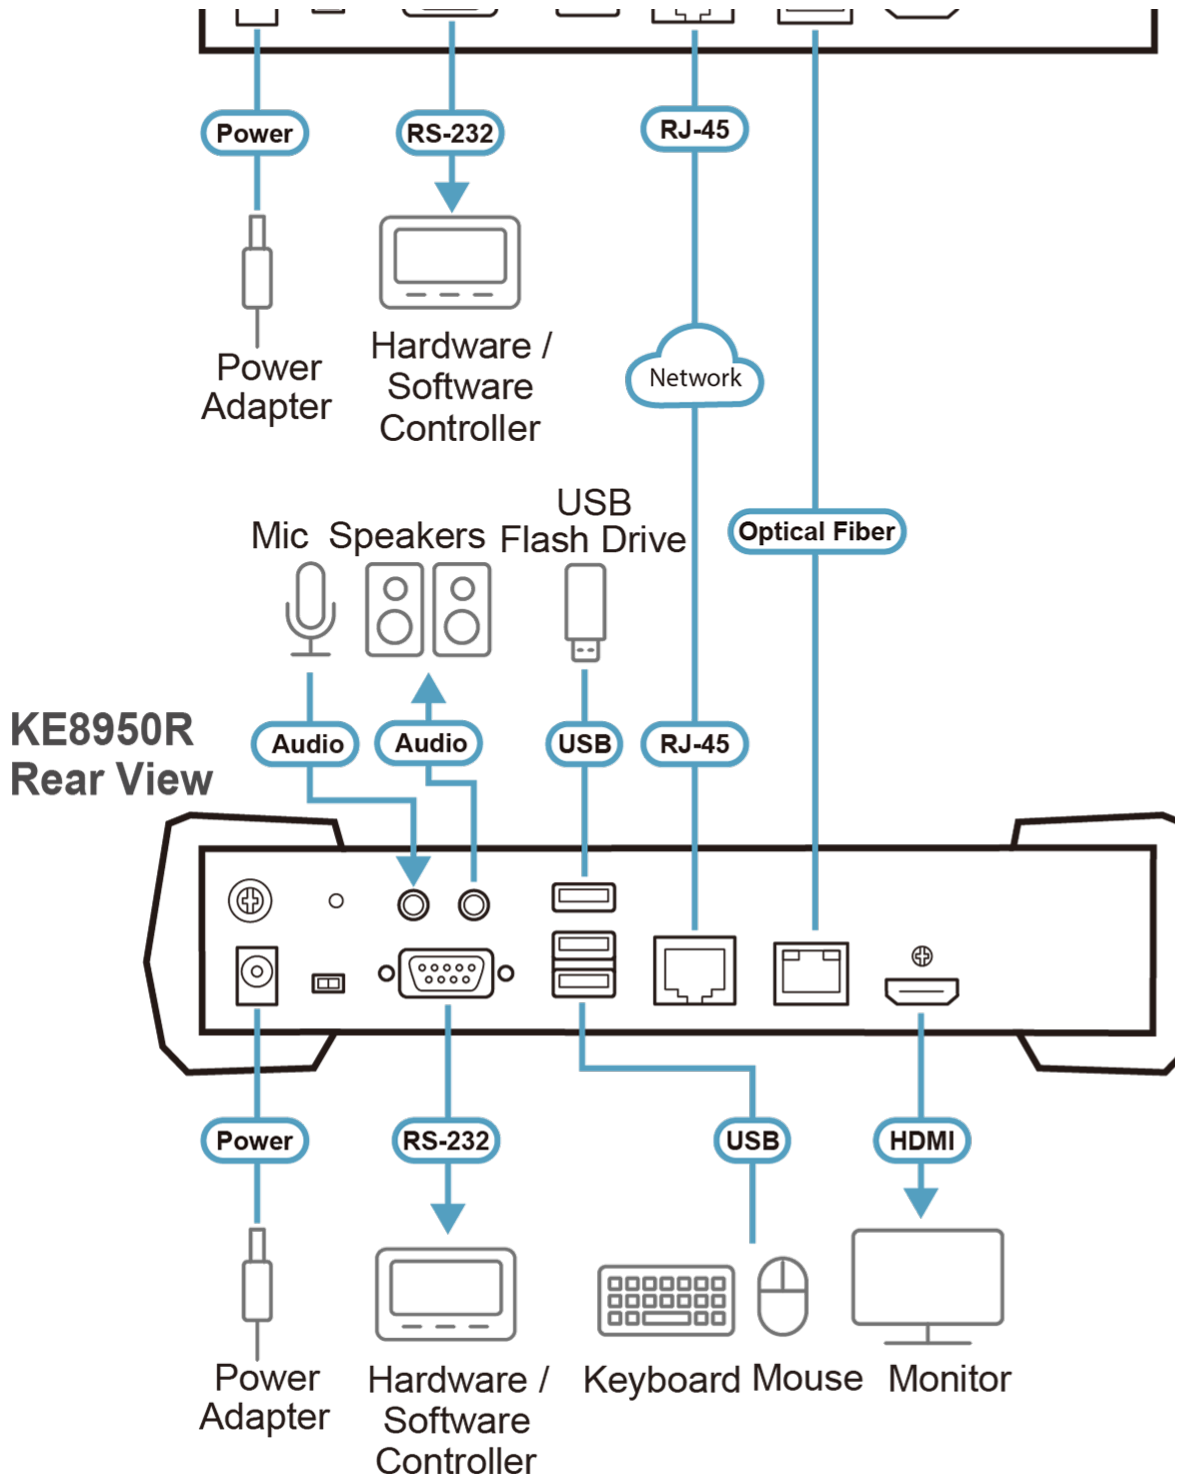 Power
RS-232
RJ-45
Power
Adapter
Hardware /
Software
Controller
Network
Optical Fiber
Mic
Speakers
USB
Flash Drive
KE8950R
Rear View
Audio
Audio
USB
RJ-45
Power
RS-232
USB
HDMI
Power
Adapter
Hardware /
Software
Controller
Keyboard
Mouse
Monitor